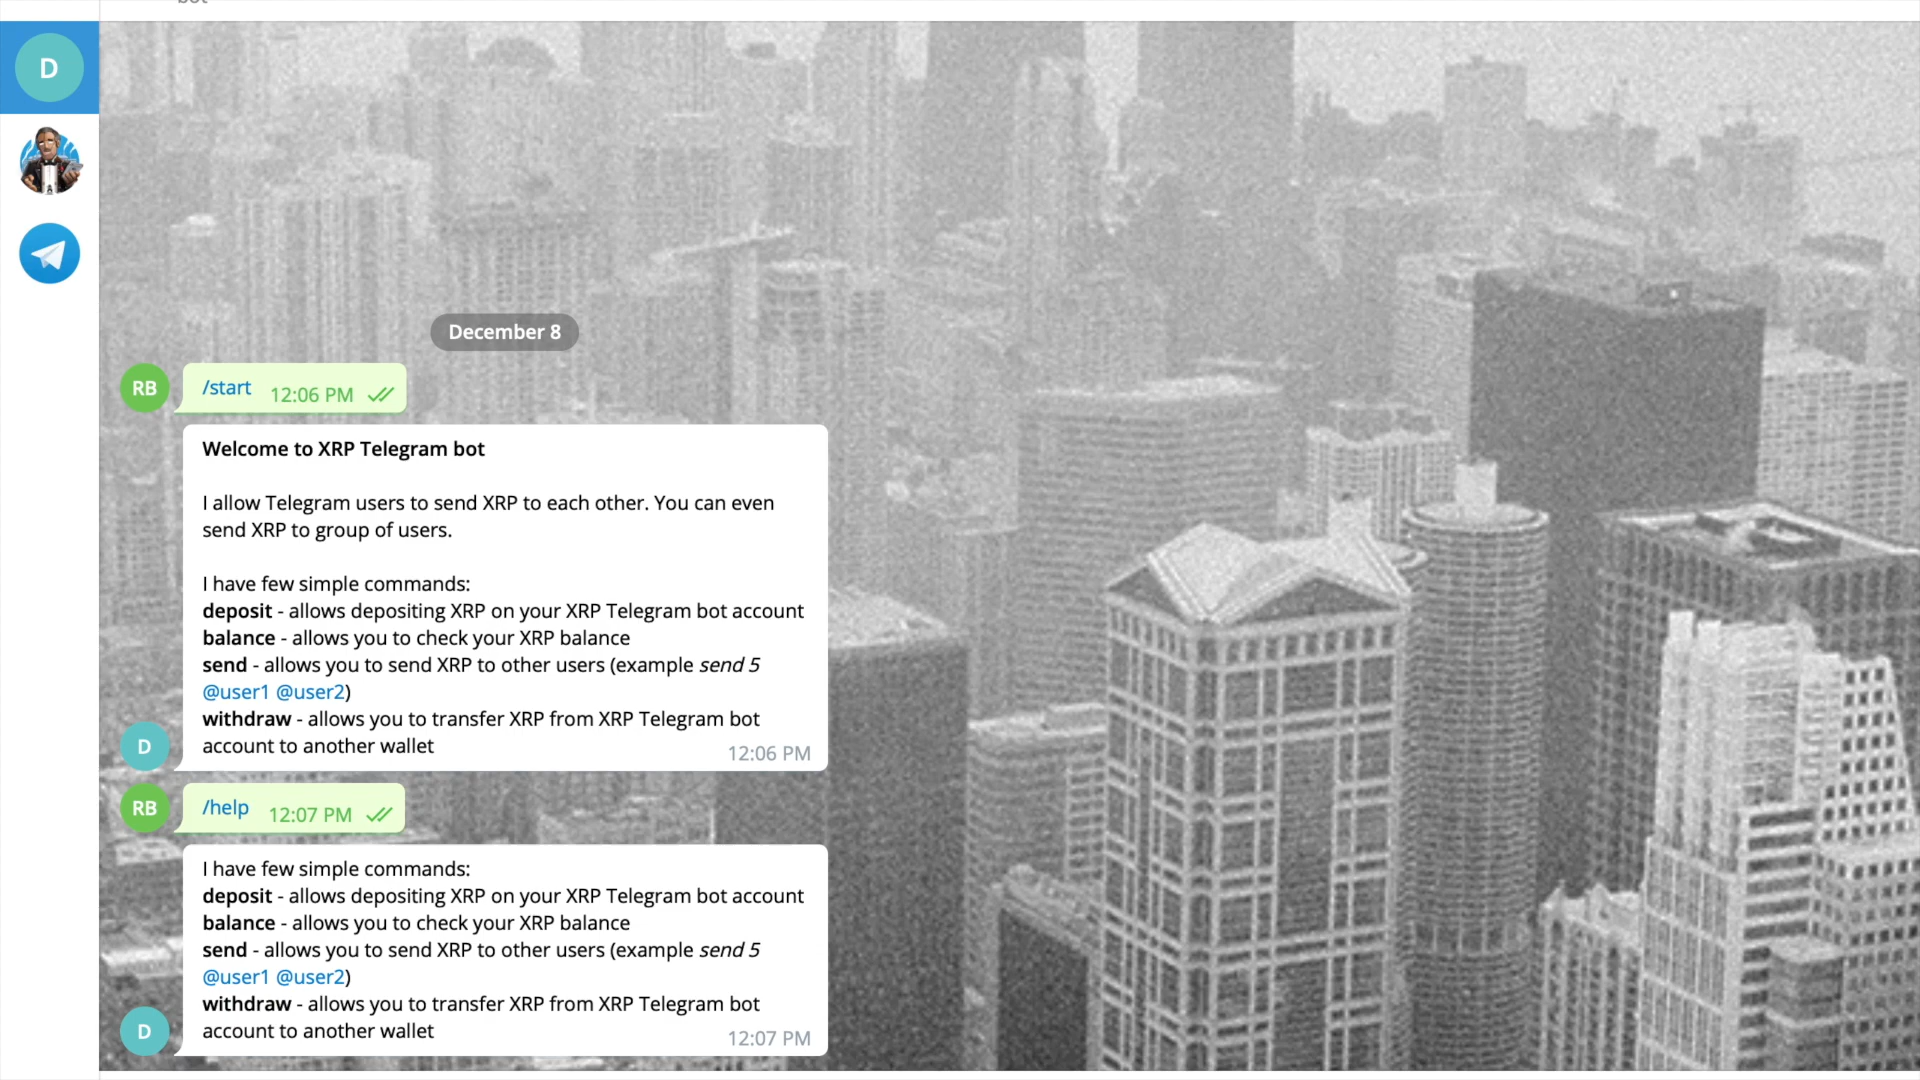 bot
D
December 8
RB
/start 12:06 PM
Welcome to XRP Telegram bot
I allow Telegram users to send XRP to each other. You can even
send XRP to group of users.
I have few simple commands:
deposit - allows depositing XRP on your XRP Telegram bot account
balance - allows you to check your XRP balance
send - allows you to send XRP to other users (example send 5
@user1 @user2)
withdraw - allows you to transfer XRP from XRP Telegram bot
account to another wallet
12:06 PM
D
RB
/help 12:07 PM
I have few simple commands:
deposit - allows depositing XRP on your XRP Telegram bot account
balance - allows you to check your XRP balance
send - allows you to send XRP to other users (example send 5
@user1 @user2)
withdraw - allows you to transfer XRP from XRP Telegram bot
account to another wallet
12:07 PM
D